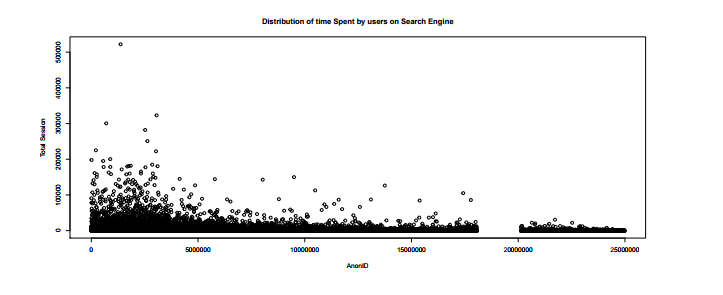 Distribution of time Spent by users on Search Engine
Total Session
500000
400000
300000
200000
100000
0
0 5000000 10000000 15000000 20000000 25000000
AnonID